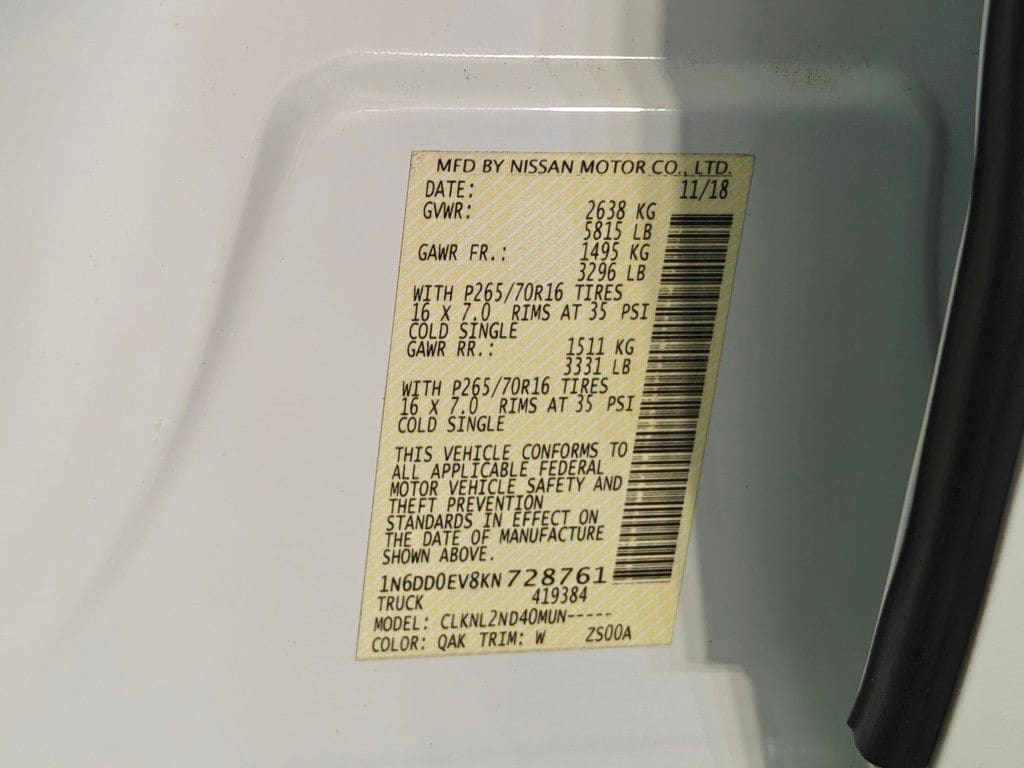 MFD BY NISSAN MOTOR CO., LTD.
DATE: 11/18
GVWR: 2638 KG
5815 LB
GAWR FR.: 1495 KG
3296 LB
WITH P265/70R16 TIRES
16 X 7.0 RIMS AT 35 PSI
COLD SINGLE
GAWR RR.: 1511 KG
3331 LB
WITH P265/70R16 TIRES
16 X 7.0 RIMS AT 35 PSI
COLD SINGLE
THIS VEHICLE CONFORMS TO
ALL APPLICABLE FEDERAL
MOTOR VEHICLE SAFETY AND
THEFT PREVENTION
STANDARDS IN EFFECT ON
THE DATE OF MANUFACTURE
SHOWN ABOVE.
1N6DD0EV8KN728761
TRUCK 419384
MODEL: CLKNL2ND40MUN-----
COLOR: QAK TRIM: W ZS00A